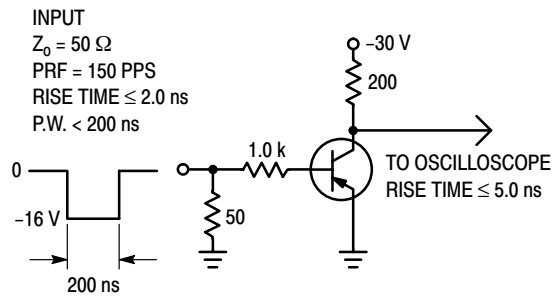 INPUT
Zo = 50 Ω
PRF = 150 PPS
RISE TIME ≤ 2.0 ns
P.W. < 200 ns
0
−16 V
200 ns
1.0 k
50
−30 V
200
TO OSCILLOSCOPE
RISE TIME ≤ 5.0 ns